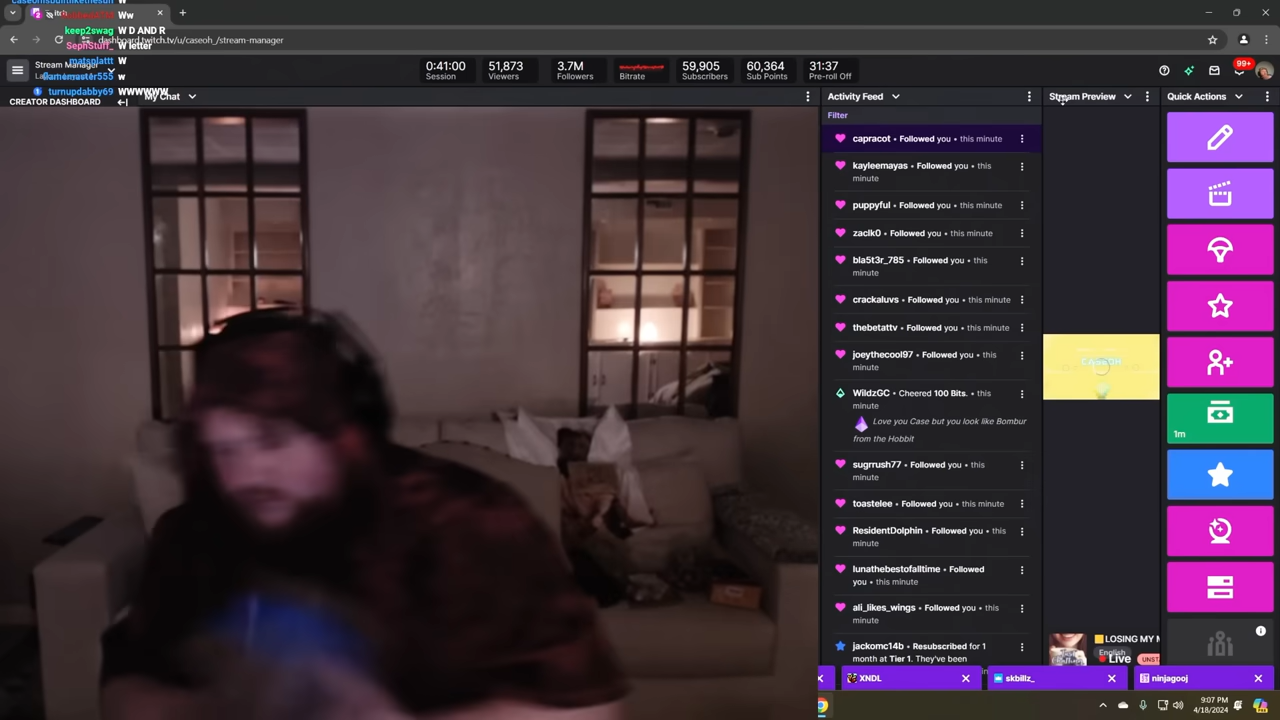 Ww
keep2swag W D AND R
SephStuff_ W letter
matsplattt W
w
turnupdabby69 wwwwwww
dashboard.twitch.tv/u/caseoh_/stream-manager
Stream Manager
0:41:00
Session
51,873
Viewers
3.7M
Followers
Bitrate
59,905
Subscribers
60,364
Sub Points
31:37
Pre-roll Off
99+
CREATOR DASHBOARD
My Chat
Activity Feed
Stream Preview
Quick Actions
Filter
capracot • Followed you • this minute
kayleemayas • Followed you • this
minute
puppyful • Followed you • this minute
zaclk0 • Followed you • this minute
bla5t3r_785 • Followed you • this
minute
crackaluvs • Followed you • this minute
thebetattv • Followed you • this minute
joeythecool97 • Followed you • this
minute
WildzGC • Cheered 100 Bits. • this
minute
Love you Case but you look like Bombur
from the Hobbit
sugrrush77 • Followed you • this
minute
toastelee • Followed you • this minute
ResidentDolphin • Followed you • this
minute
lunathebestofalltime • Followed
you • this minute
ali_likes_wings • Followed you • this
minute
jackomc14b • Resubscribed for 1
month at Tier 1. They've been
1m
LOSING MY
English
Live
XNDL
skbillz_
ninjagooj
9:07 PM
4/18/2024